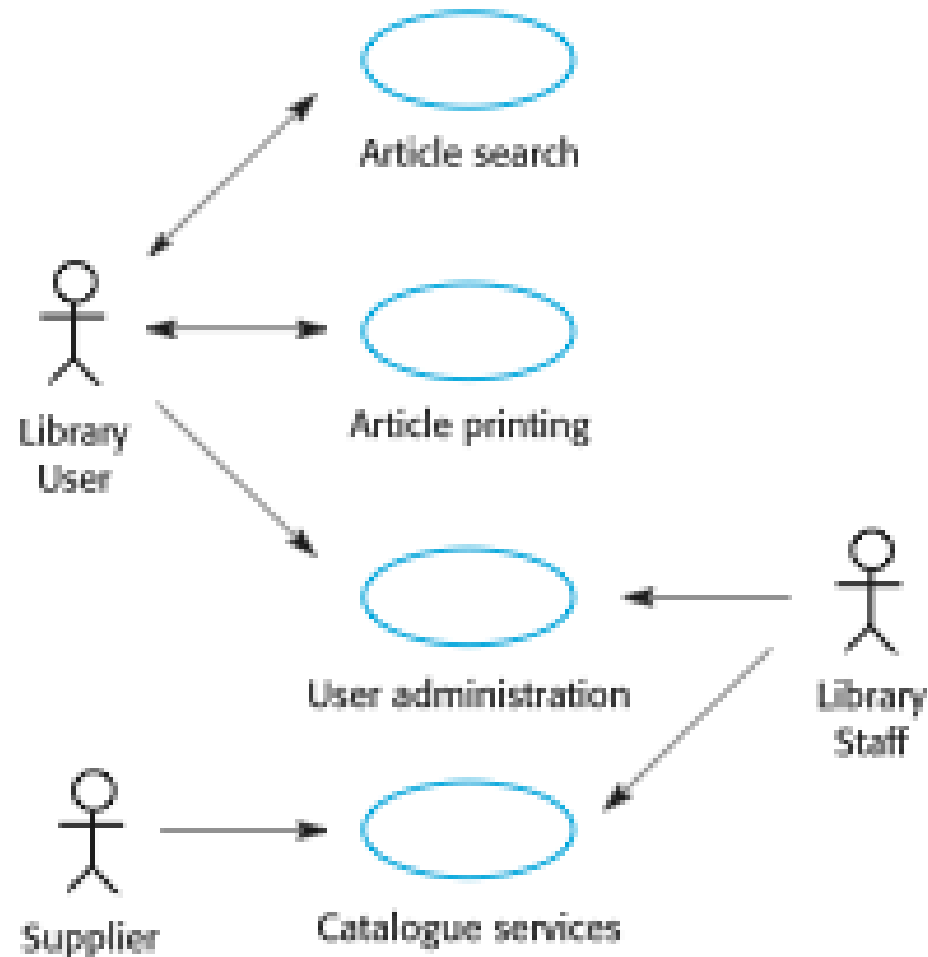 Article search
Article printing
Library
User
User administration
Library
Staff
Supplier
Catalogue services